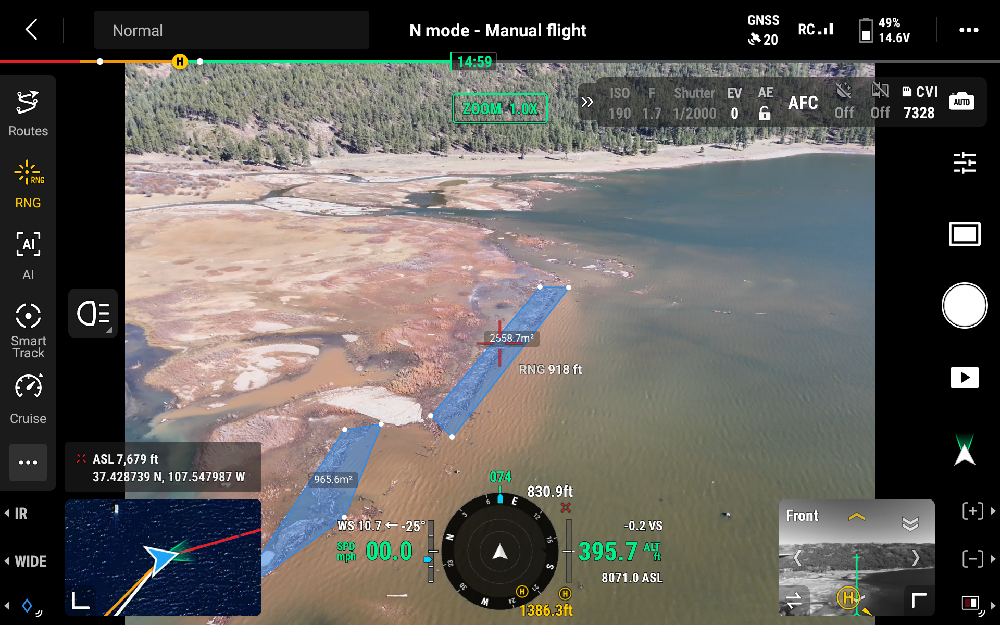 Normal
N mode - Manual flight
GNSS
20
RC
49%
14.6V
H
14:59
ZOOM 1.0X
ISO
190
F
1.7
Shutter
1/2000
EV
0
AE
AFC
Off
Off
CVI
7328
AUTO
Routes
RNG
RNG
AI
AI
Smart
Track
Cruise
2558.7m²
RNG 918 ft
965.6m²
ASL 7,679 ft
37.428739 N, 107.547987 W
IR
WIDE
074
830.9ft
WS 10.7 ←-25°
SPD
mph
00.0
N
3
6
E
12
15
S
21
24
W
30
33
H
H
-0.2 VS
395.7 ALT
ft
8071.0 ASL
1386.3ft
Front
H